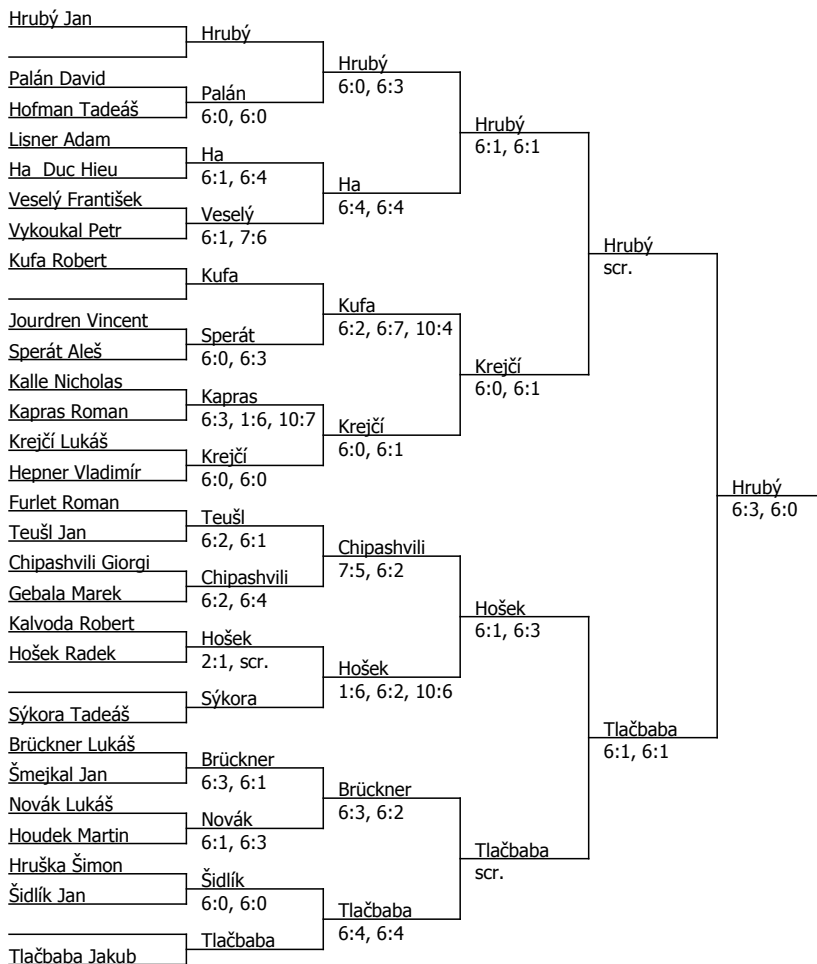 Hrubý Jan
Hrubý
Hrubý
6:0, 6:3
Palán David
Palán
6:0, 6:0
Hofman Tadeáš
Hrubý
6:1, 6:1
Lisner Adam
Ha
6:1, 6:4
Ha  Duc Hieu
Ha
6:4, 6:4
Veselý František
Veselý
6:1, 7:6
Vykoukal Petr
Hrubý
scr.
Kufa Robert
Kufa
Kufa
6:2, 6:7, 10:4
Jourdren Vincent
Sperát
6:0, 6:3
Sperát Aleš
Krejčí
6:0, 6:1
Kalle Nicholas
Kapras
6:3, 1:6, 10:7
Kapras Roman
Krejčí
6:0, 6:1
Krejčí Lukáš
Krejčí
6:0, 6:0
Hepner Vladimír
Hrubý
6:3, 6:0
Furlet Roman
Teušl
6:2, 6:1
Teušl Jan
Chipashvili
7:5, 6:2
Chipashvili Giorgi
Chipashvili
6:2, 6:4
Gebala Marek
Hošek
6:1, 6:3
Kalvoda Robert
Hošek
2:1, scr.
Hošek Radek
Hošek
1:6, 6:2, 10:6
Sýkora
Sýkora Tadeáš
Tlačbaba
6:1, 6:1
Brückner Lukáš
Brückner
6:3, 6:1
Šmejkal Jan
Brückner
6:3, 6:2
Novák Lukáš
Novák
6:1, 6:3
Houdek Martin
Tlačbaba
scr.
Hruška Šimon
Šidlík
6:0, 6:0
Šidlík Jan
Tlačbaba
6:4, 6:4
Tlačbaba
Tlačbaba Jakub